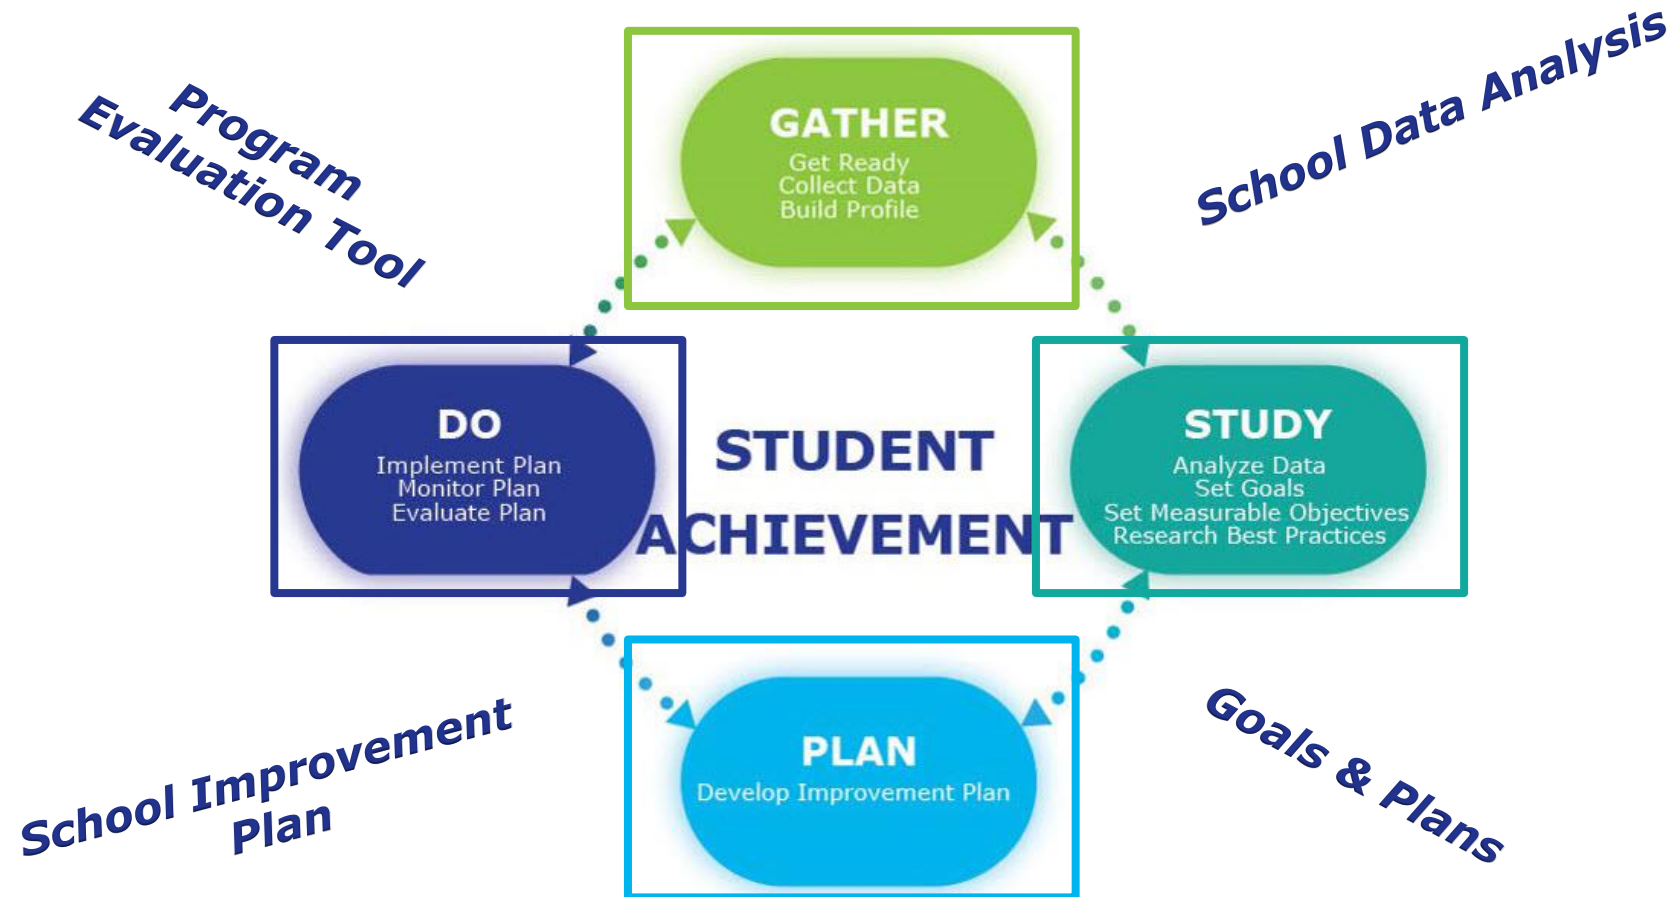 Program
Evaluation Tool
School Data Analysis
GATHER
Get Ready
Collect Data
Build Profile
DO
Implement Plan
Monitor Plan
Evaluate Plan
STUDENT
ACHIEVEMENT
STUDY
Analyze Data
Set Goals
Set Measurable Objectives
Research Best Practices
PLAN
Develop Improvement Plan
School Improvement
Plan
Goals & Plans